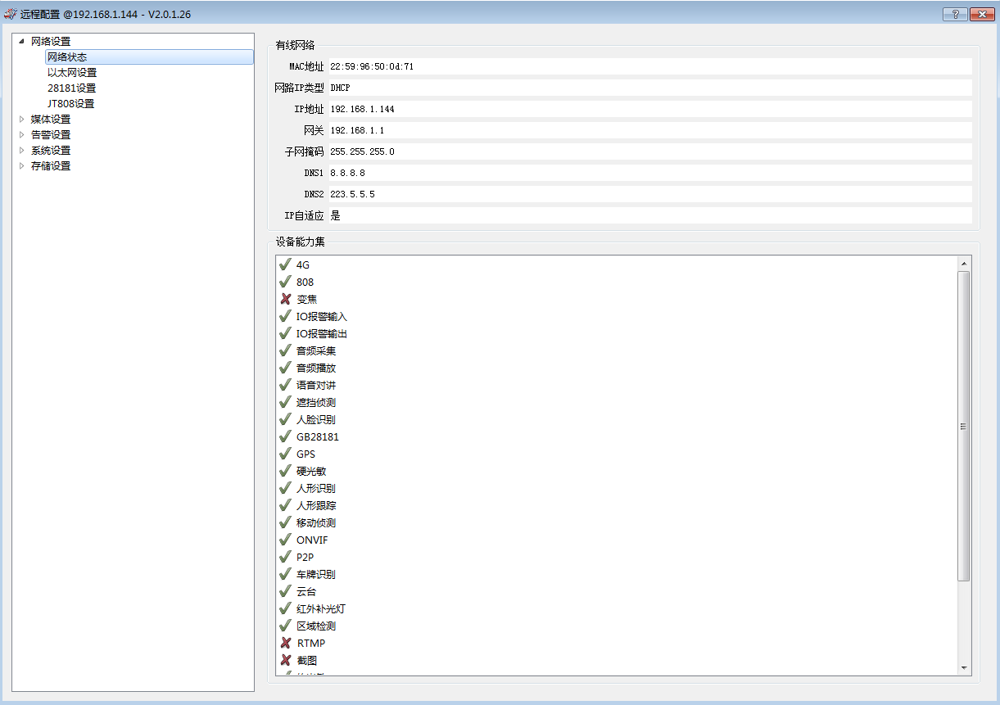 远程配置 @192.168.1.144 - V2.0.1.26
网络设置
网络状态
以太网设置
28181设置
JT808设置
媒体设置
告警设置
系统设置
存储设置
有线网络
MAC地址 22:59:96:50:0d:71
网路IP类型 DHCP
IP地址 192.168.1.144
网关 192.168.1.1
子网掩码 255.255.255.0
DNS1 8.8.8.8
DNS2 223.5.5.5
IP自适应 是
设备能力集
4G
808
变焦
IO报警输入
IO报警输出
音频采集
音频播放
语音对讲
遮挡侦测
人脸识别
GB28181
GPS
硬光敏
人形识别
人形跟踪
移动侦测
ONVIF
P2P
车牌识别
云台
红外补光灯
区域检测
RTMP
截图